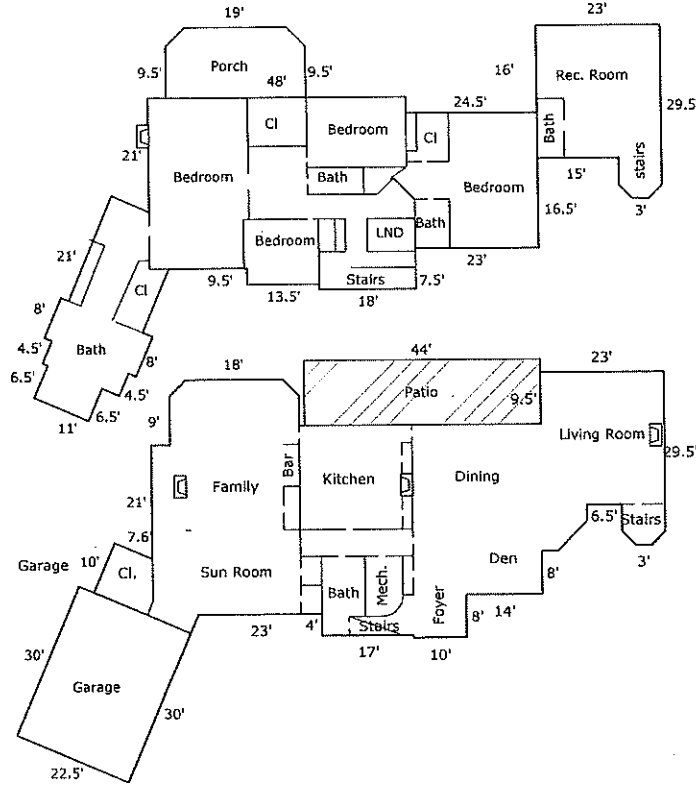 19'
23'
9.5'
Porch
9.5'
16'
Rec. Room
48'
24.5'
29.5'
Cl
Bedroom
Cl
Bath
21'
Bedroom
Bath
Bedroom
15'
stairs
3'
16.5'
Bath
LND
Bedroom
21'
Cl
9.5'
Stairs
7.5'
23'
13.5'
18'
8'
4.5'
Bath
8'
6.5'
4.5'
11'
6.5'
18'
44'
23'
9'
Patio
9.5'
Living Room
29.5'
Bar
Kitchen
Dining
Family
21'
6.5'
Stairs
7.6'
3'
Garage
10'
Cl.
Sun Room
Den
8'
Bath
Mech.
Foyer
23'
4'
Stairs
8'
14'
17'
10'
30'
Garage
30'
22.5'